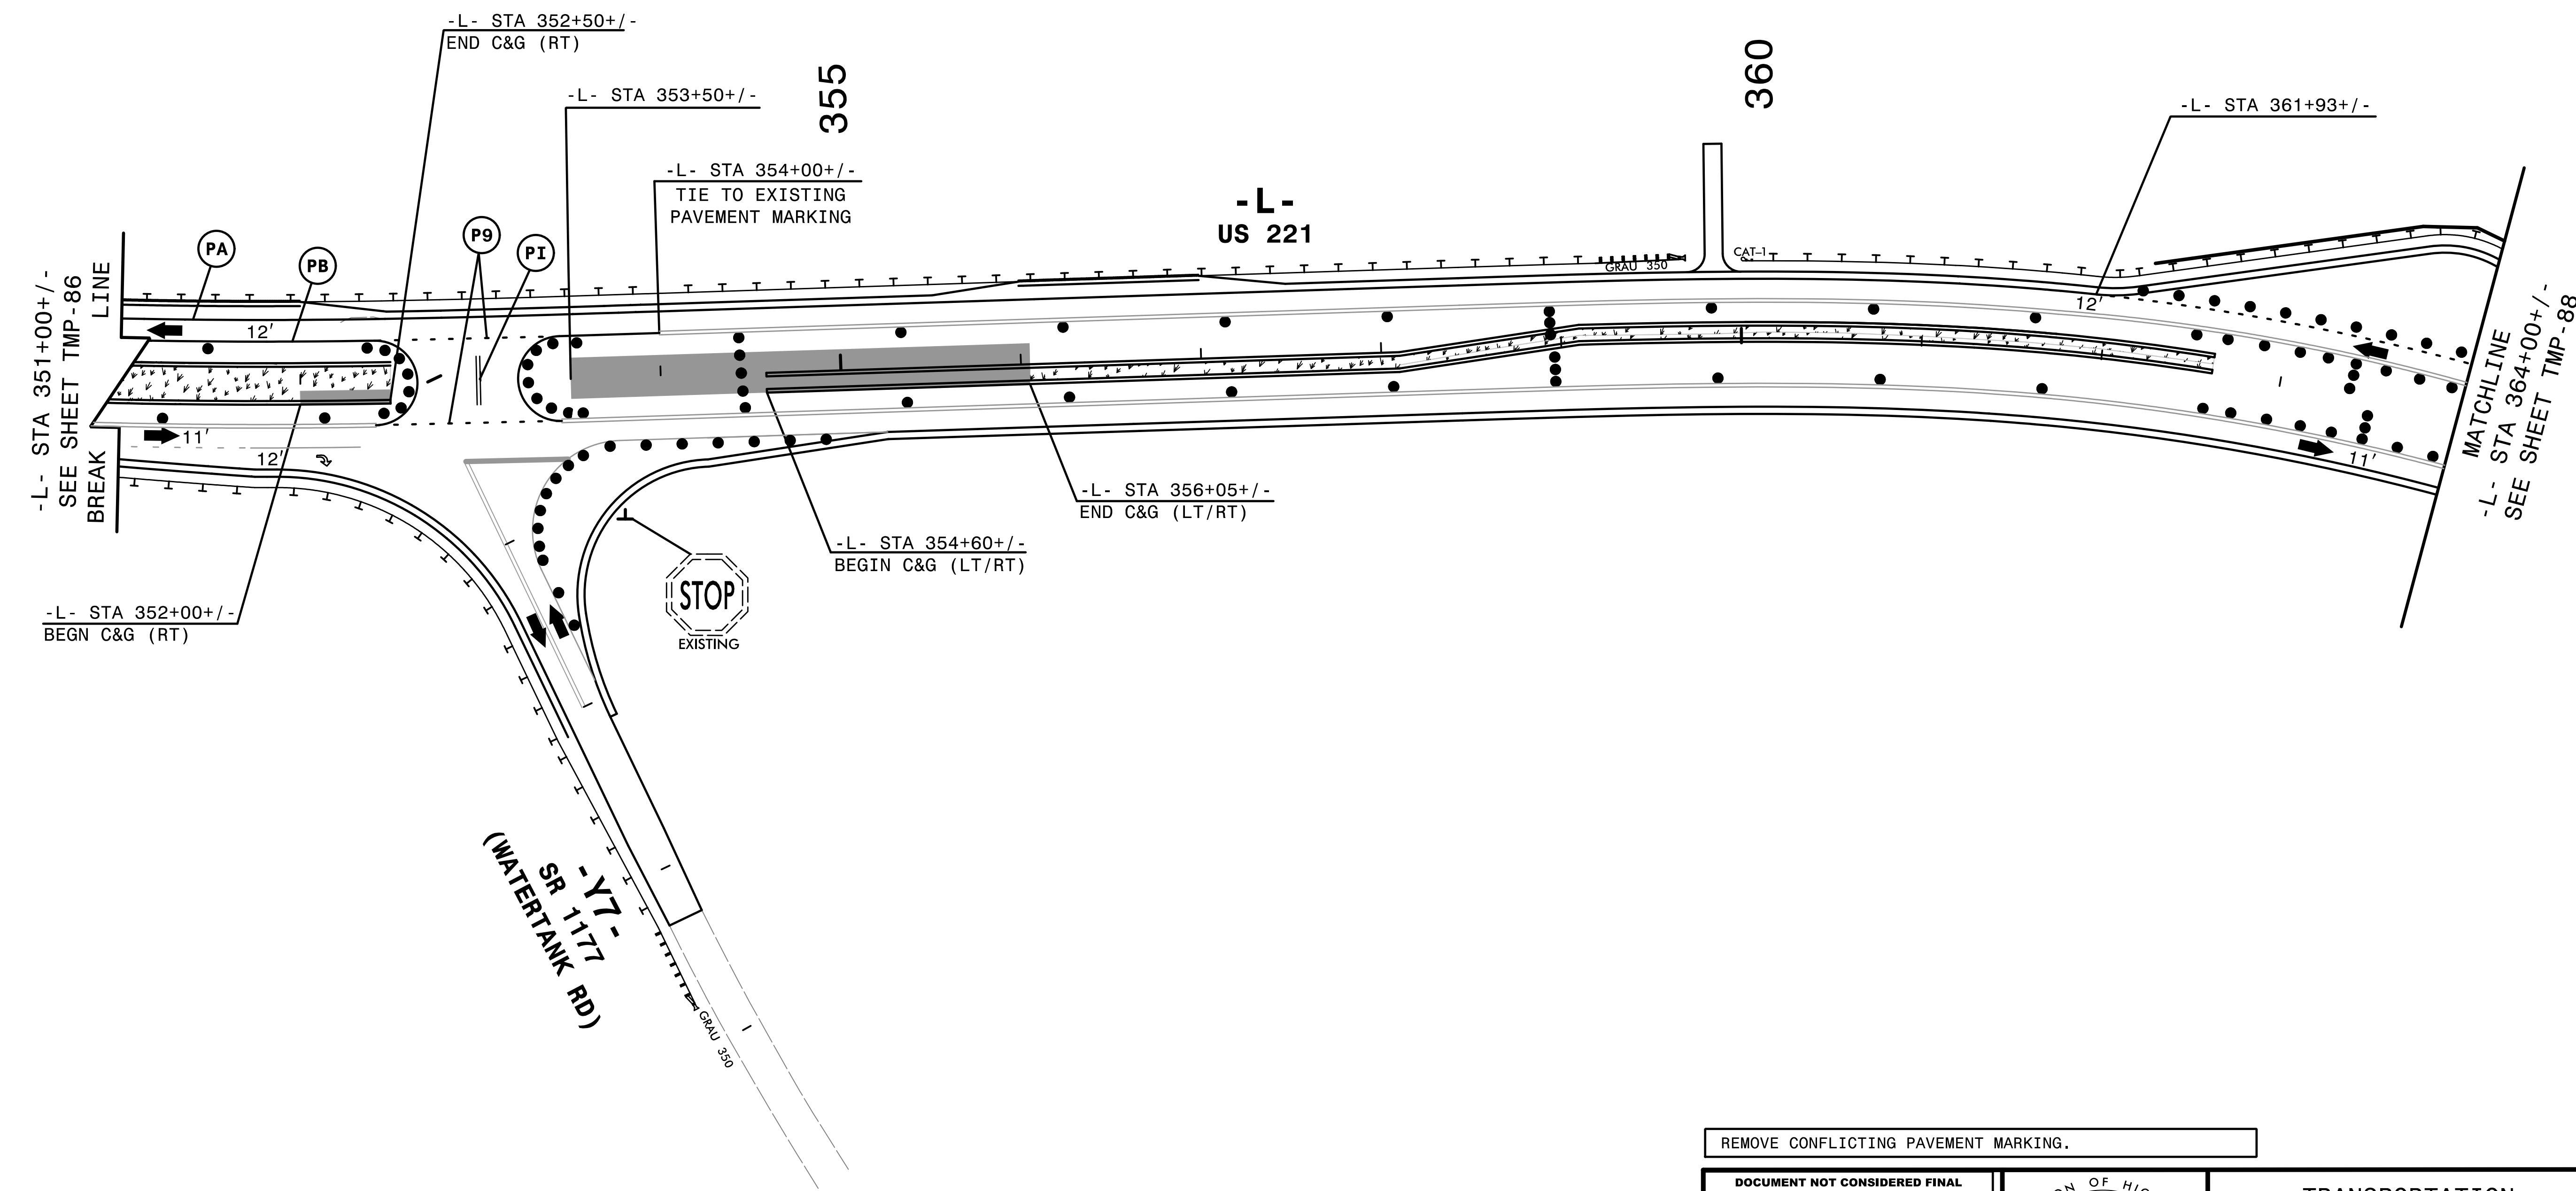 -L- STA 352+50+/-
END C&G (RT)
-L- STA 353+50+/-
355
360
-L- STA 361+93+/-
-L- STA 354+00+/-
TIE TO EXISTING
PAVEMENT MARKING
-L-
US 221
PA
PB
P9
PI
GRAU 350
CAT-1
-L- STA 351+00+/-
SEE SHEET TMP-86
BREAK LINE
12'
11'
12'
12'
11'
MATCHLINE
-L- STA 364+00+/-
SEE SHEET TMP-88
-L- STA 356+05+/-
END C&G (LT/RT)
-L- STA 354+60+/-
BEGIN C&G (LT/RT)
-L- STA 352+00+/-
BEGN C&G (RT)
STOP
EXISTING
-Y7-
SR 1177
(WATERTANK RD)
GRAU 350
REMOVE CONFLICTING PAVEMENT MARKING.
DOCUMENT NOT CONSIDERED FINAL
OF
TRANSPORTATION